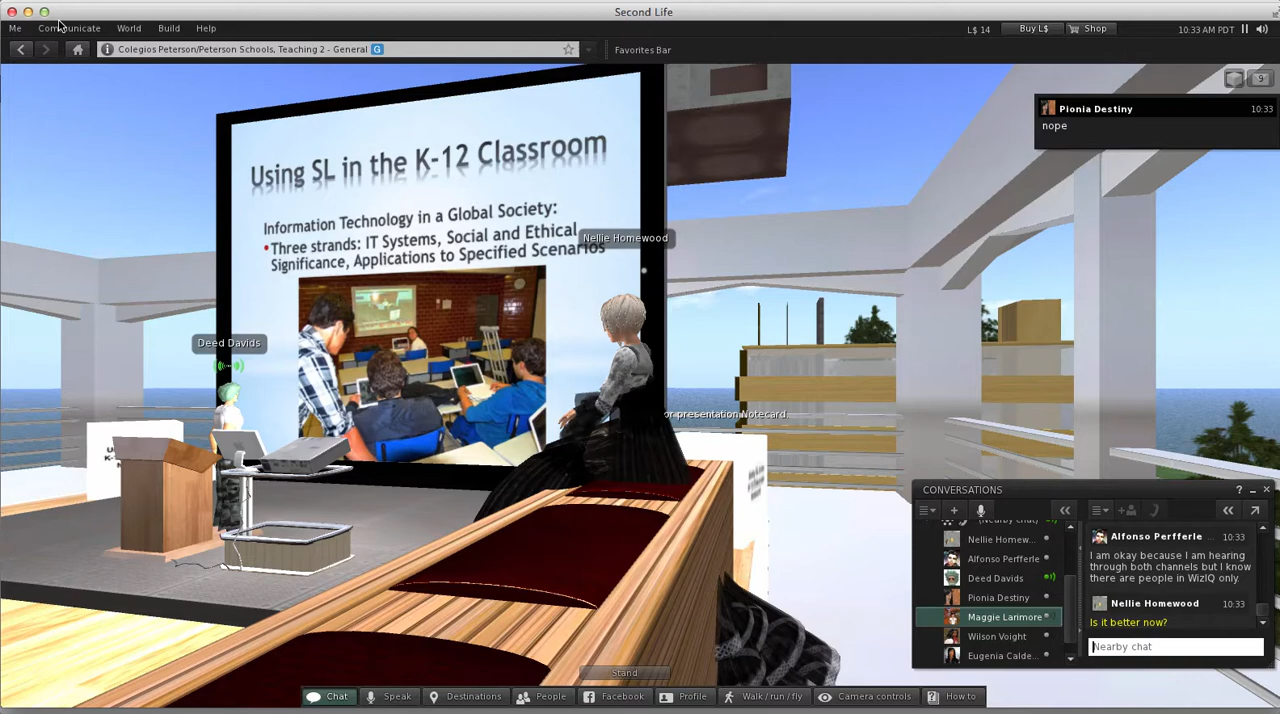 Second Life
Me Communicate World Build Help
L$ 14 Buy L$ Shop 10:33 AM PDT
Colegios Peterson/Peterson Schools, Teaching 2 - General G
Favorites Bar
9
Pionia Destiny 10:33
nope
Using SL in the K-12 Classroom
Information Technology in a Global Society:
•Three strands: IT Systems, Social and Ethical
Significance, Applications to Specified Scenarios
Nellie Homewood
Deed Davids
or presentation Notecard
CONVERSATIONS
(Nearby chat)
Nellie Homew...
Alfonso Perfferle
Deed Davids
Pionia Destiny
Maggie Larimore
Wilson Voight
Eugenia Calde...
Alfonso Perfferle ... 10:33
I am okay because I am hearing
through both channels but I know
there are people in WizIQ only.
Nellie Homewood 10:33
Is it better now?
Nearby chat
Stand
Chat Speak Destinations People Facebook Profile Walk / run / fly Camera controls How to